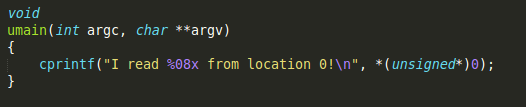 void
umain(int argc, char **argv)
{
    cprintf("I read %08x from location 0!\n", *(unsigned*)0);
}